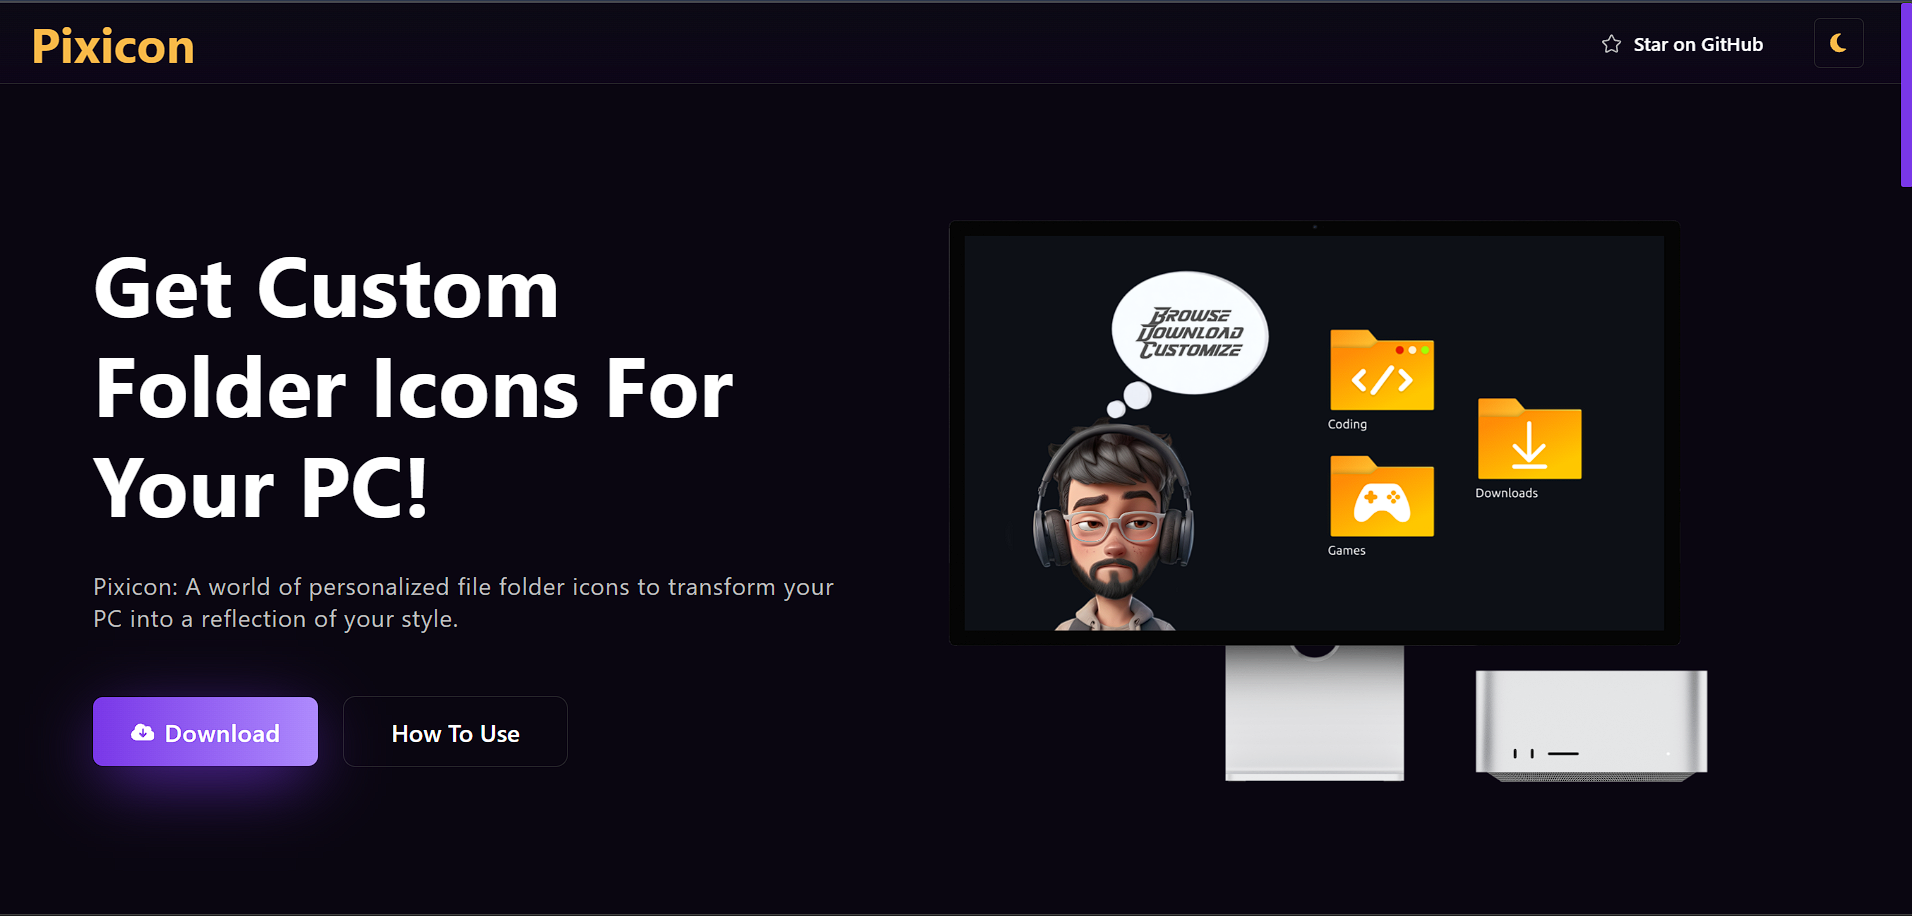 Pixicon
Star on GitHub
Get Custom
Folder Icons For
Your PC!
Pixicon: A world of personalized file folder icons to transform your
PC into a reflection of your style.
Download
How To Use
Browse
Download
Customize
Coding
Downloads
Games